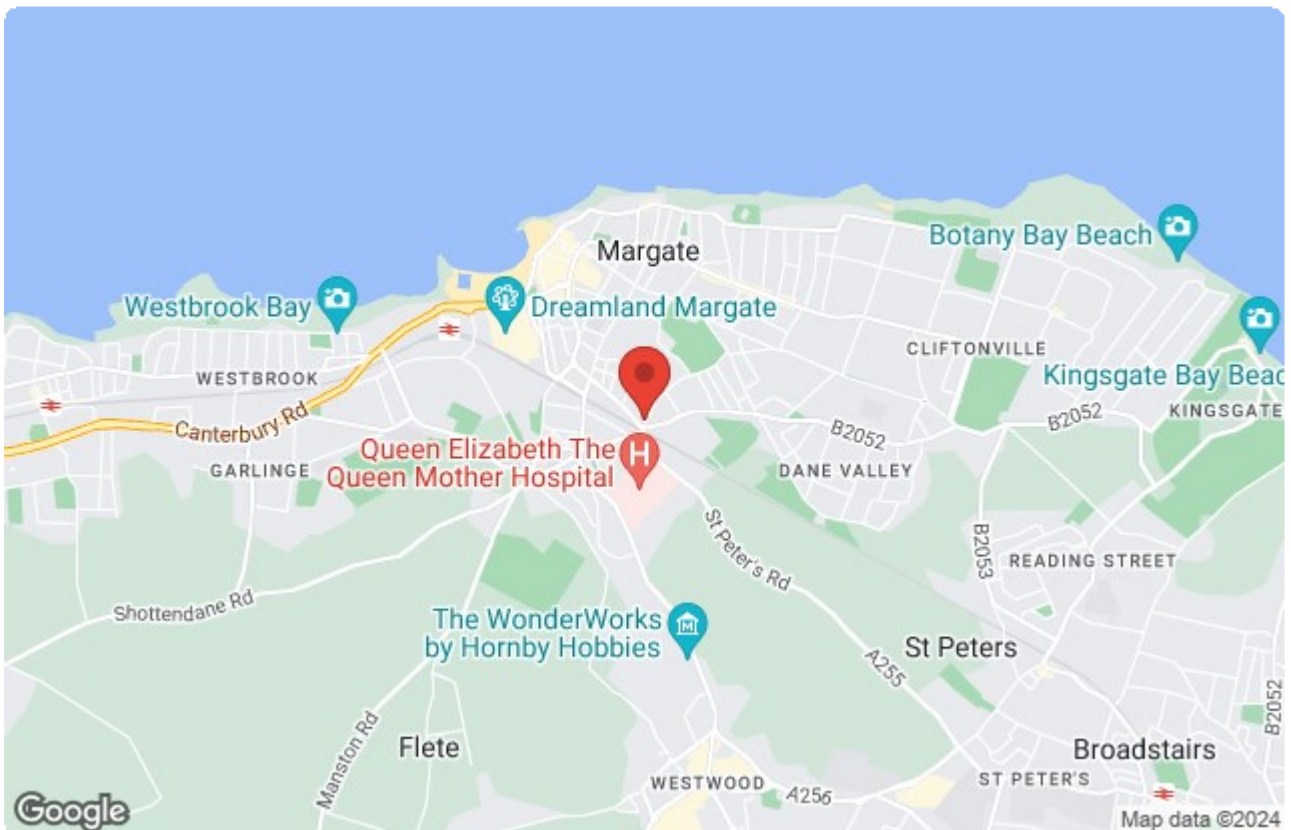 Margate
Botany Bay Beach
Westbrook Bay
Dreamland Margate
CLIFTONVILLE
WESTBROOK
Kingsgate Bay Beac
KINGSGATE
B2052
Canterbury Rd
B2052
Queen Elizabeth The
Queen Mother Hospital
H
GARLINGE
DANE VALLEY
St Peter's Rd
B2053
READING STREET
Shottendane Rd
The WonderWorks
by Hornby Hobbies
M
St Peters
A255
B2052
Manston Rd
Flete
Broadstairs
WESTWOOD
ST PETER'S
A256
Google
Map data ©2024